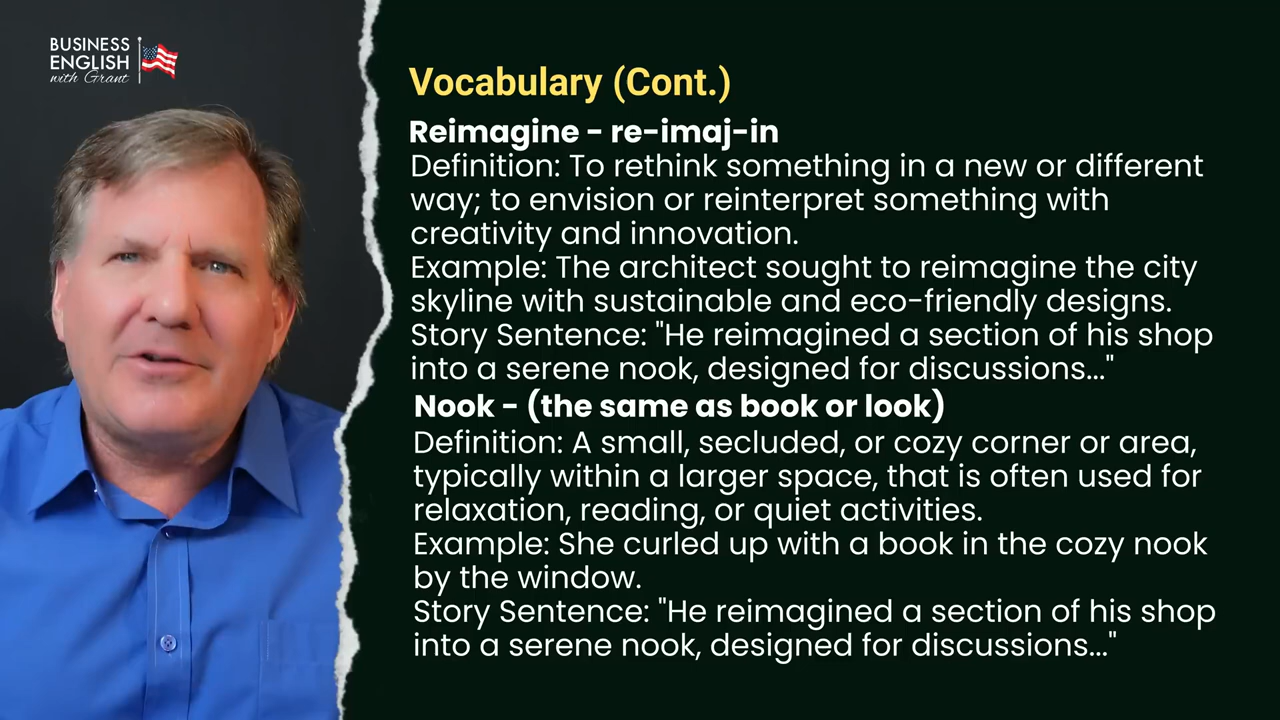 BUSINESS
ENGLISH
with Grant
Vocabulary (Cont.)
Reimagine - re-imaj-in
Definition: To rethink something in a new or different
way; to envision or reinterpret something with
creativity and innovation.
Example: The architect sought to reimagine the city
skyline with sustainable and eco-friendly designs.
Story Sentence: "He reimagined a section of his shop
into a serene nook, designed for discussions..."
Nook - (the same as book or look)
Definition: A small, secluded, or cozy corner or area,
typically within a larger space, that is often used for
relaxation, reading, or quiet activities.
Example: She curled up with a book in the cozy nook
by the window.
Story Sentence: "He reimagined a section of his shop
into a serene nook, designed for discussions..."